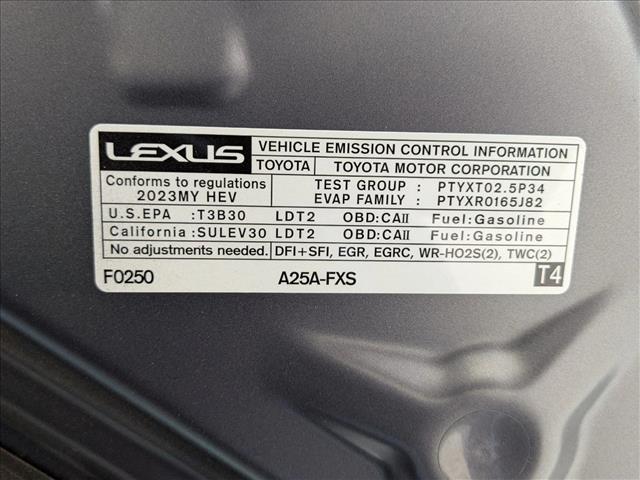 LEXUS VEHICLE EMISSION CONTROL INFORMATION
TOYOTA TOYOTA MOTOR CORPORATION
Conforms to regulations TEST GROUP : PTYXT02.5P34
2023MY HEV EVAP FAMILY : PTYXR0165J82
U.S.EPA :T3B30 LDT2 OBD:CAII Fuel:Gasoline
California :SULEV30 LDT2 OBD:CAII Fuel:Gasoline
No adjustments needed. DFI+SFI, EGR, EGRC, WR-HO2S(2), TWC(2)
F0250 A25A-FXS T4